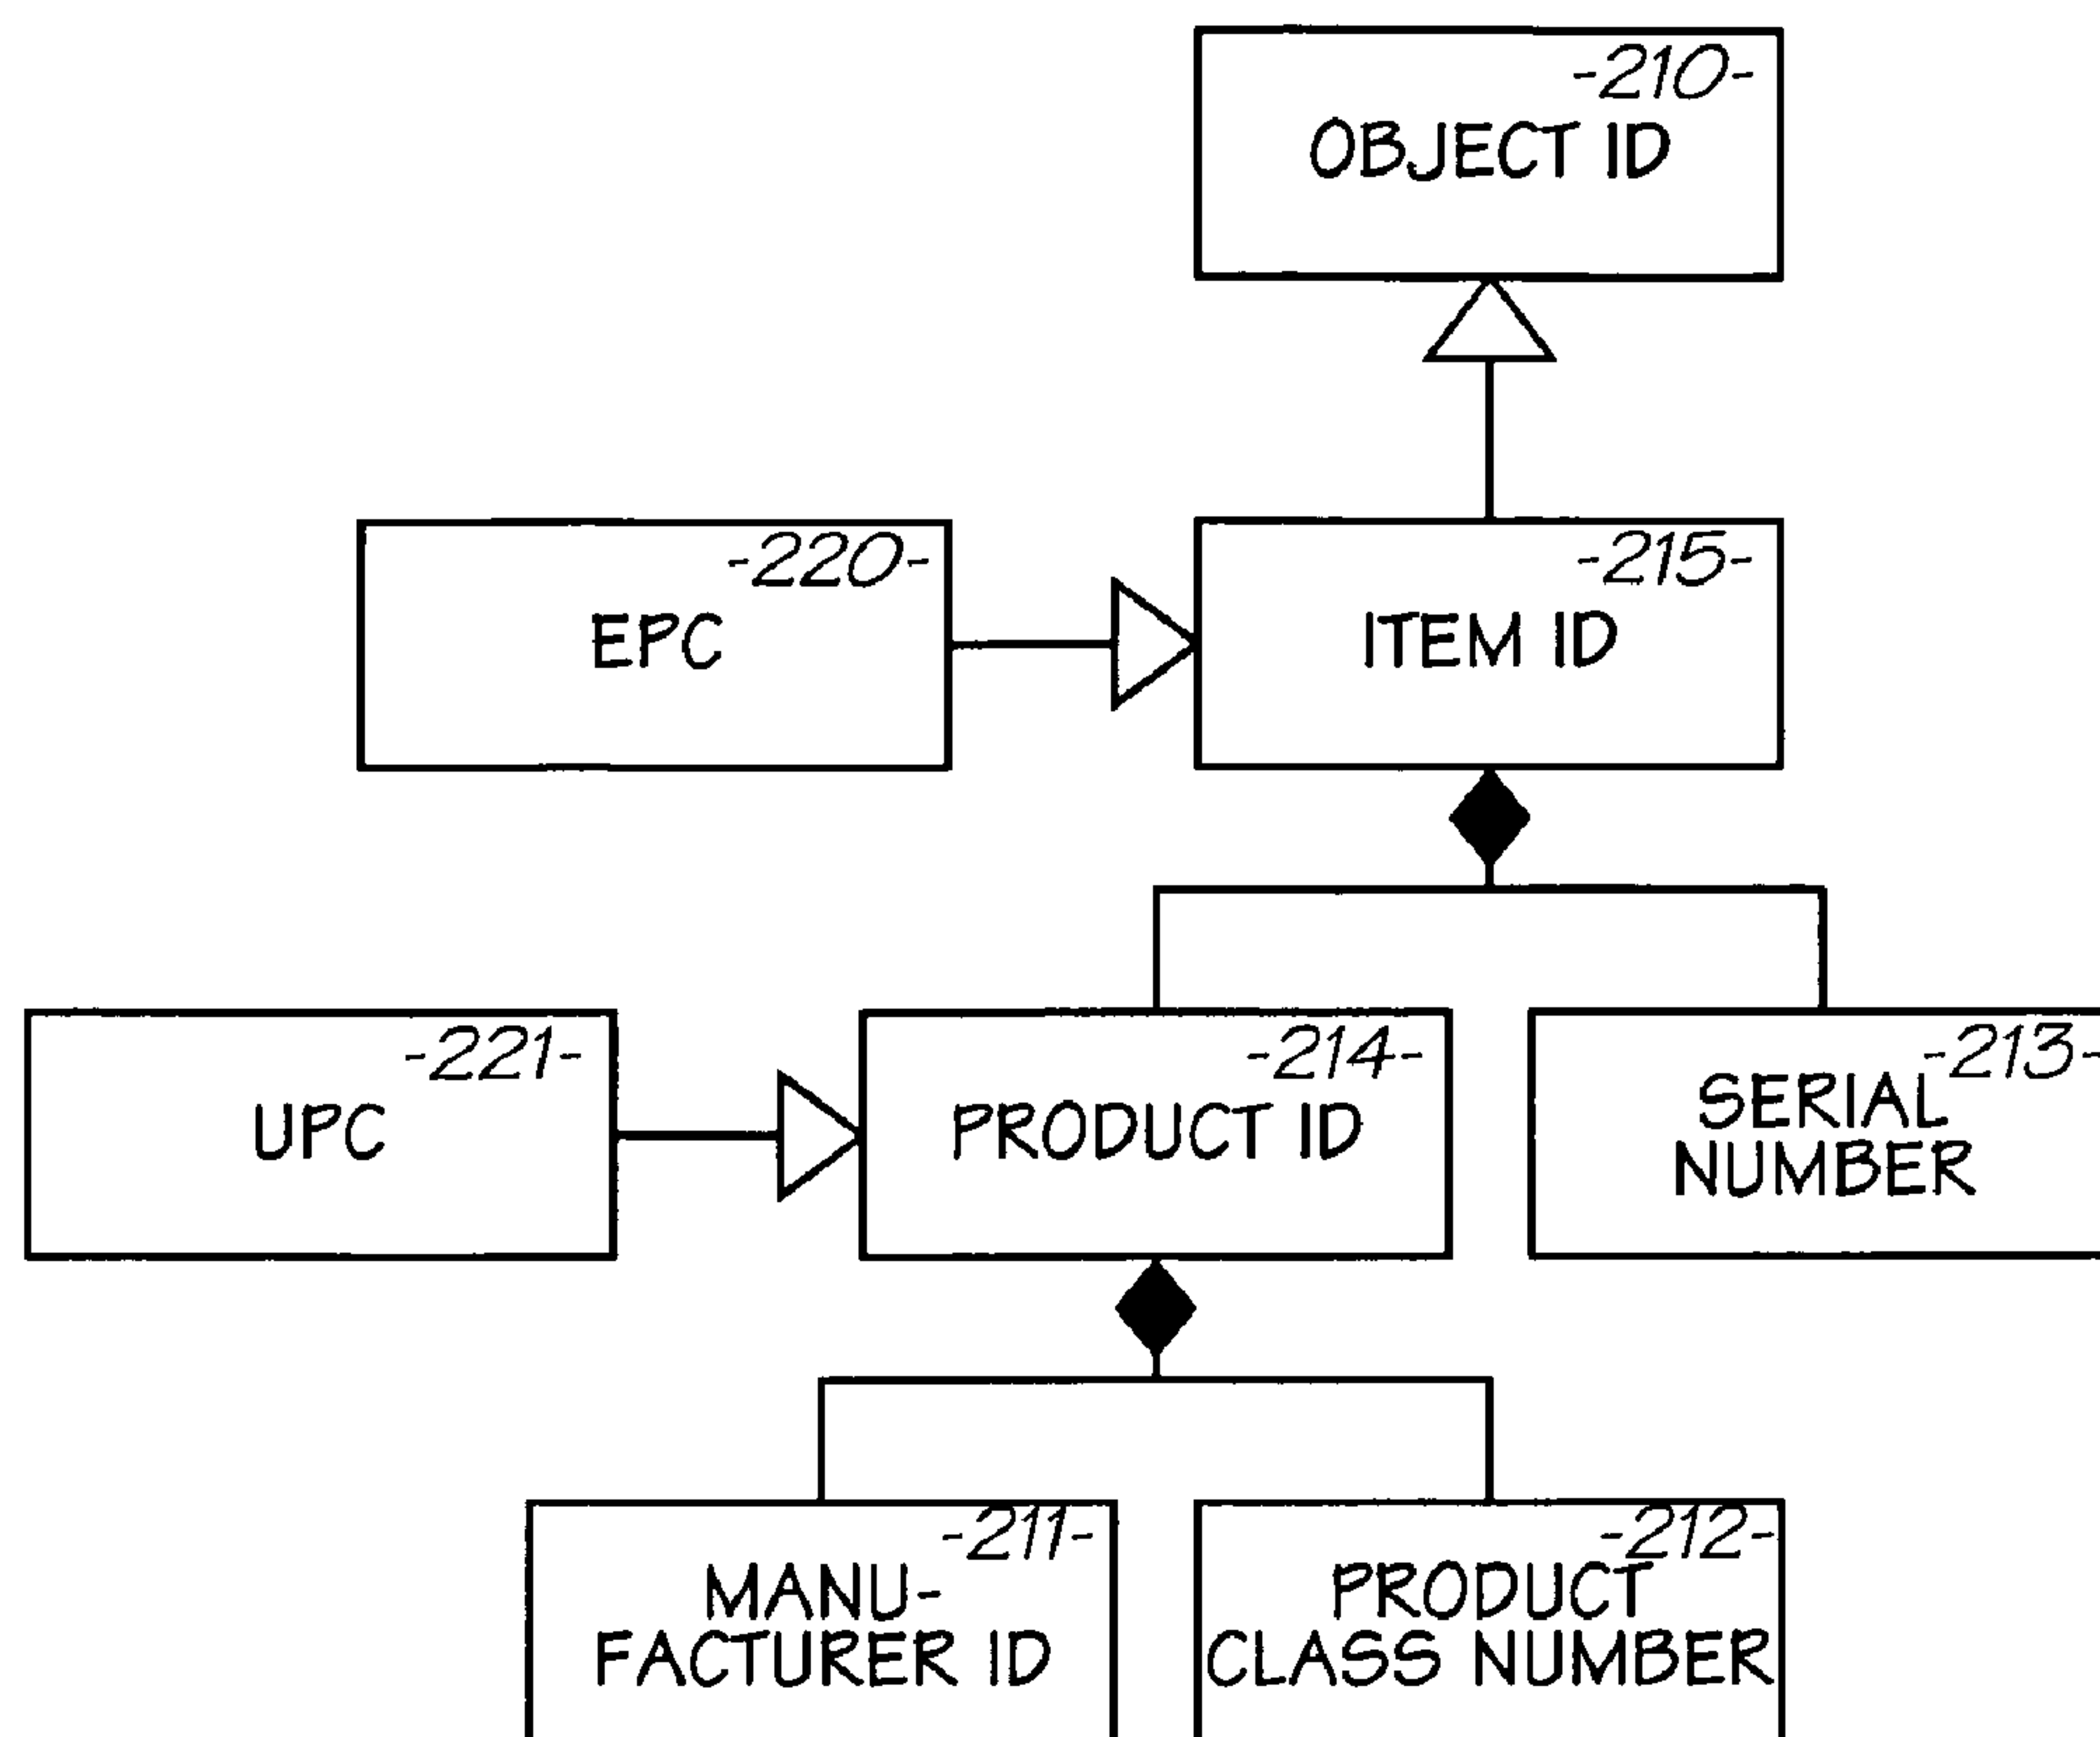 -210-
OBJECT ID
-220-
EPC
-215-
ITEM ID
-221-
UPC
-214-
PRODUCT ID
-213-
SERIAL
NUMBER
-211-
MANU-
FACTURER ID
-212-
PRODUCT
CLASS NUMBER